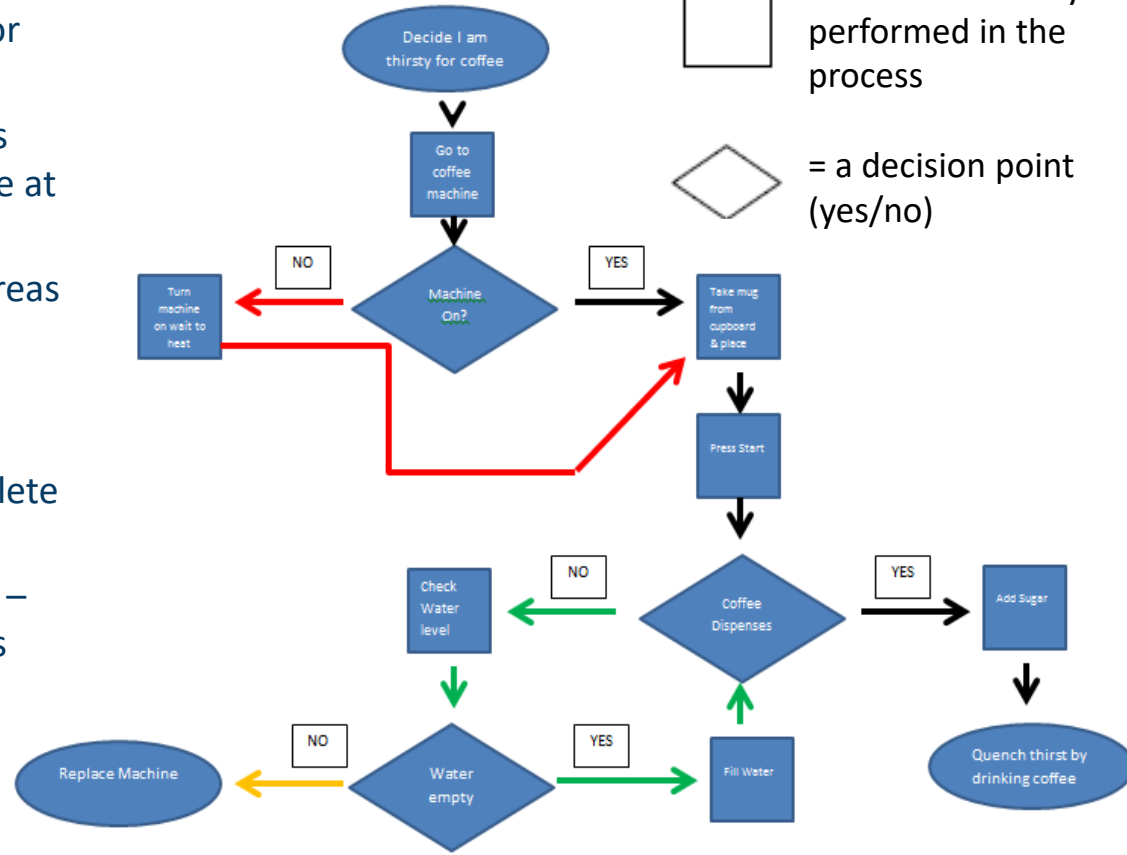 or
s
e at
reas
lete
–
s
performed in the
process
= a decision point
(yes/no)
Decide I am
thirsty for coffee
Go to
coffee
machine
NO
YES
Turn
machine
on wait to
heat
Machine
On?
Take mug
from
cupboard
& place
Press Start
NO
YES
Check
Water
level
Coffee
Dispenses
Add Sugar
NO
YES
Replace Machine
Water
empty
Fill Water
Quench thirst by
drinking coffee